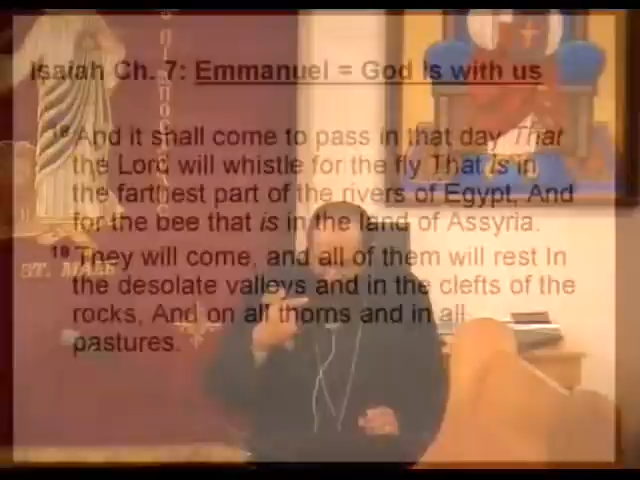 Isaiah Ch. 7: Emmanuel = God is with us
18 And it shall come to pass in that day That
the Lord will whistle for the fly That is in
the farthest part of the rivers of Egypt, And
for the bee that is in the land of Assyria.
19 They will come, and all of them will rest In
the desolate valleys and in the clefts of the
rocks, And on all thorns and in all
pastures.
ST. MARK